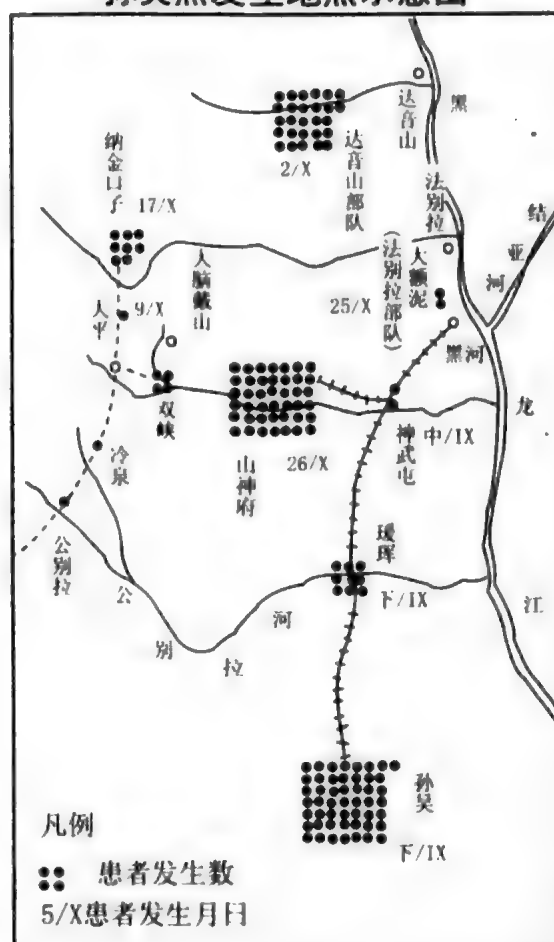 达音山
黑
达音山部队
2/X
法别拉
结
亚
河
纳金口子
17/X
大额泥
(法别拉部队)
25/X
人脑戴山
9/X
人平
黑河
双峡
龙
神武屯
中/IX
山神府
26/X
冷泉
瑷珲
公别拉
公
别
拉
河
下/IX
江
孙吴
下/IX
凡例
患者发生数
5/X患者发生月日